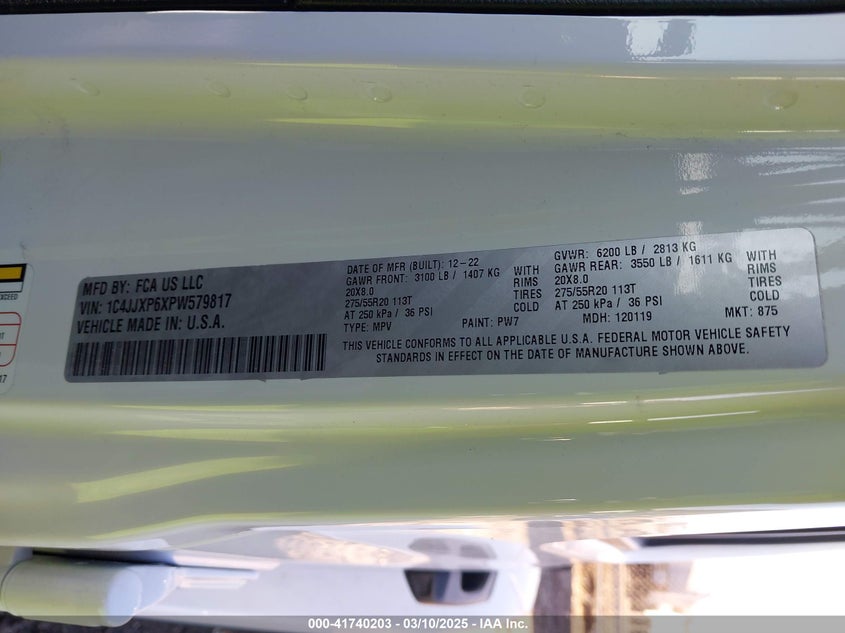 MFD BY: FCA US LLC
VIN: 1C4JJXP6XPW579817
VEHICLE MADE IN: U.S.A.
DATE OF MFR (BUILT): 12-22
GAWR FRONT: 3100 LB / 1407 KG WITH
20X8.0 RIMS
275/55R20 113T TIRES
AT 250 kPa / 36 PSI COLD
TYPE: MPV PAINT: PW7
GVWR: 6200 LB / 2813 KG
GAWR REAR: 3550 LB / 1611 KG WITH
20X8.0 RIMS
275/55R20 113T TIRES
AT 250 kPa / 36 PSI COLD
MDH: 120119 MKT: 875
THIS VEHICLE CONFORMS TO ALL APPLICABLE U.S.A. FEDERAL MOTOR VEHICLE SAFETY
STANDARDS IN EFFECT ON THE DATE OF MANUFACTURE SHOWN ABOVE.
EXCEED
17
000-41740203 - 03/10/2025 - IAA Inc.